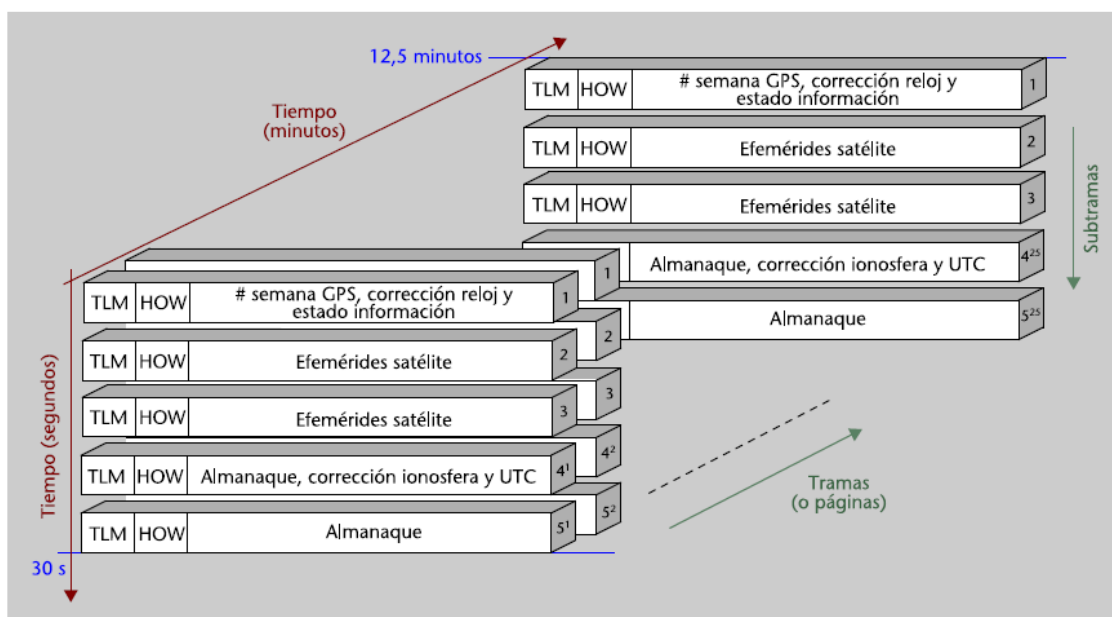 12,5 minutos
TLM HOW # semana GPS, corrección reloj y
estado información 1
Tiempo
(minutos)
TLM HOW Efemérides satélite 2
TLM HOW Efemérides satélite 3
Subtramas
Almanaque, corrección ionosfera y UTC 4²⁵
Almanaque 5²⁵
1
2
3
4²
5²
TLM HOW # semana GPS, corrección reloj y
estado información 1
TLM HOW Efemérides satélite 2
TLM HOW Efemérides satélite 3
TLM HOW Almanaque, corrección ionosfera y UTC 4¹
TLM HOW Almanaque 5¹
Tiempo (segundos)
30 s
Tramas
(o páginas)